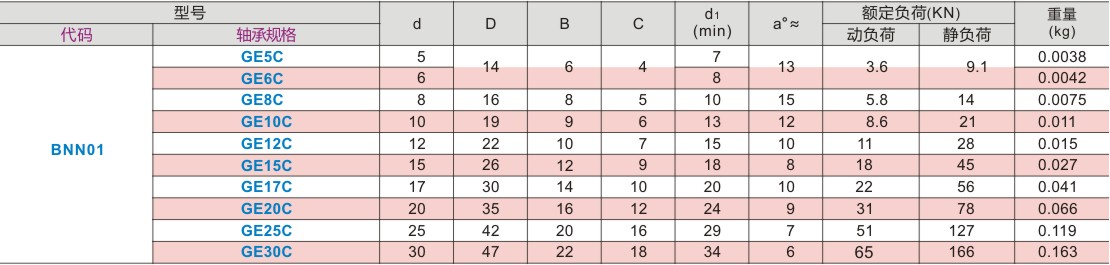 型号 d D B C d1 (min) a°≈ 额定负荷(KN) 重量 (kg)
代码 轴承规格 动负荷 静负荷
BNN01
GE5C 5 14 6 4 7 13 3.6 9.1 0.0038
GE6C 6 8 0.0042
GE8C 8 16 8 5 10 15 5.8 14 0.0075
GE10C 10 19 9 6 13 12 8.6 21 0.011
GE12C 12 22 10 7 15 10 11 28 0.015
GE15C 15 26 12 9 18 8 18 45 0.027
GE17C 17 30 14 10 20 10 22 56 0.041
GE20C 20 35 16 12 24 9 31 78 0.066
GE25C 25 42 20 16 29 7 51 127 0.119
GE30C 30 47 22 18 34 6 65 166 0.163